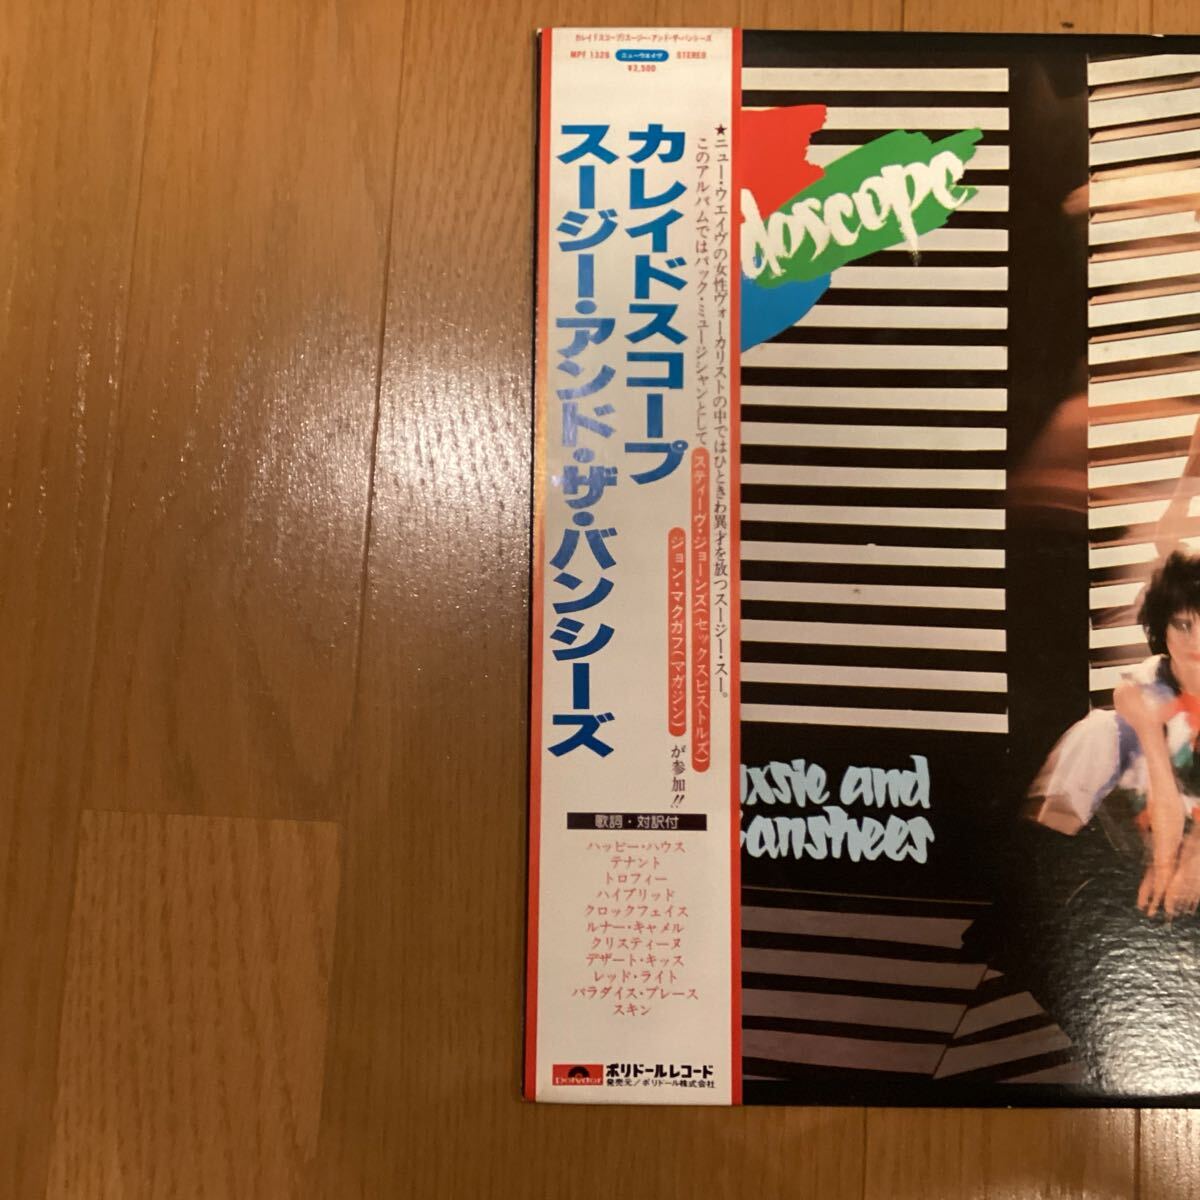 カレイドスコープ/スージー・アンド・ザ・バンシーズ
MPF 1328 ニューウエイヴ STEREO
¥2,500
カレイドスコープ
スージー・アンド・ザ・バンシーズ
★ニュー・ウエイヴの女性ヴォーカリストの中ではひときわ異才を放つスージー・スー。
このアルバムではバック・ミュージシャンとして スティーヴ・ジョーンズ(セックスピストルズ)
ジョン・マクガフ(マガジン) が参加!!
歌詞・対訳付
ハッピー・ハウス
テナント
トロフィー
ハイブリッド
クロックフェイス
ルナー・キャメル
クリスティーヌ
デザート・キッス
レッド・ライト
パラダイス・プレース
スキン
Polydor ポリドールレコード
発売元/ポリドール株式会社
doscope
uxsie and
Banshees